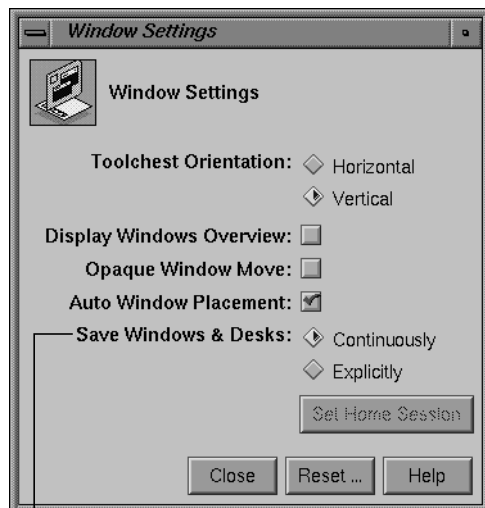 Window Settings
Window Settings
Toolchest Orientation: Horizontal
Vertical
Display Windows Overview:
Opaque Window Move:
Auto Window Placement:
Save Windows & Desks: Continuously
Explicitly
Set Home Session
Close Reset ... Help